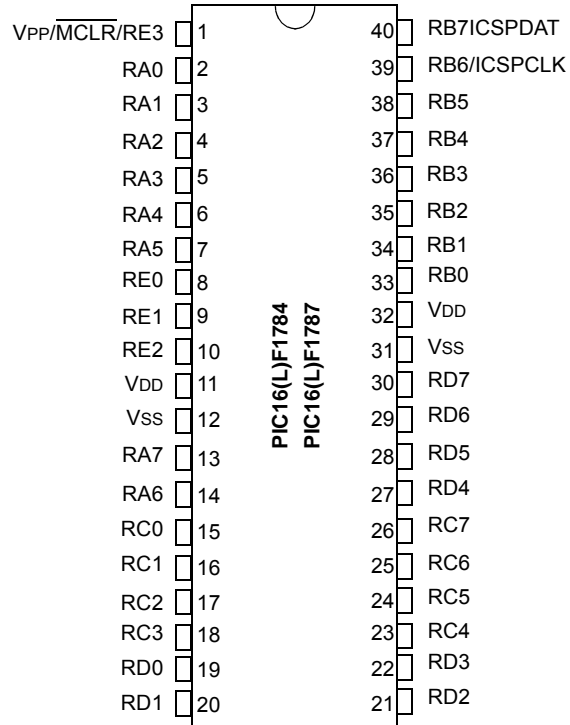 VPP/MCLR/RE3 1 40 RB7ICSPDAT
RA0 2 39 RB6/ICSPCLK
RA1 3 38 RB5
RA2 4 37 RB4
RA3 5 36 RB3
RA4 6 35 RB2
RA5 7 34 RB1
RE0 8 33 RB0
RE1 9 32 VDD
RE2 10 31 VSS
VDD 11 30 RD7
VSS 12 29 RD6
RA7 13 28 RD5
RA6 14 27 RD4
RC0 15 26 RC7
RC1 16 25 RC6
RC2 17 24 RC5
RC3 18 23 RC4
RD0 19 22 RD3
RD1 20 21 RD2
PIC16(L)F1784
PIC16(L)F1787